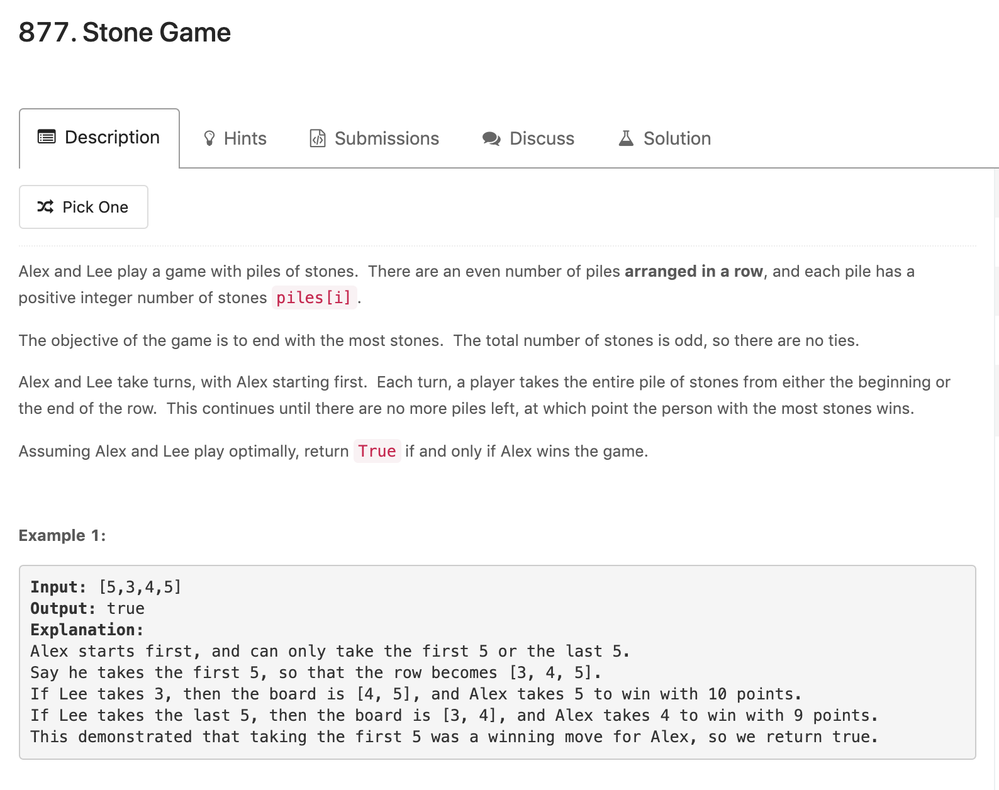 877. Stone Game
Description
Hints
Submissions
Discuss
Solution
Pick One
Alex and Lee play a game with piles of stones.  There are an even number of piles arranged in a row, and each pile has a
positive integer number of stones piles[i].
The objective of the game is to end with the most stones.  The total number of stones is odd, so there are no ties.
Alex and Lee take turns, with Alex starting first.  Each turn, a player takes the entire pile of stones from either the beginning or
the end of the row.  This continues until there are no more piles left, at which point the person with the most stones wins.
Assuming Alex and Lee play optimally, return True if and only if Alex wins the game.
Example 1:
Input: [5,3,4,5]
Output: true
Explanation:
Alex starts first, and can only take the first 5 or the last 5.
Say he takes the first 5, so that the row becomes [3, 4, 5].
If Lee takes 3, then the board is [4, 5], and Alex takes 5 to win with 10 points.
If Lee takes the last 5, then the board is [3, 4], and Alex takes 4 to win with 9 points.
This demonstrated that taking the first 5 was a winning move for Alex, so we return true.